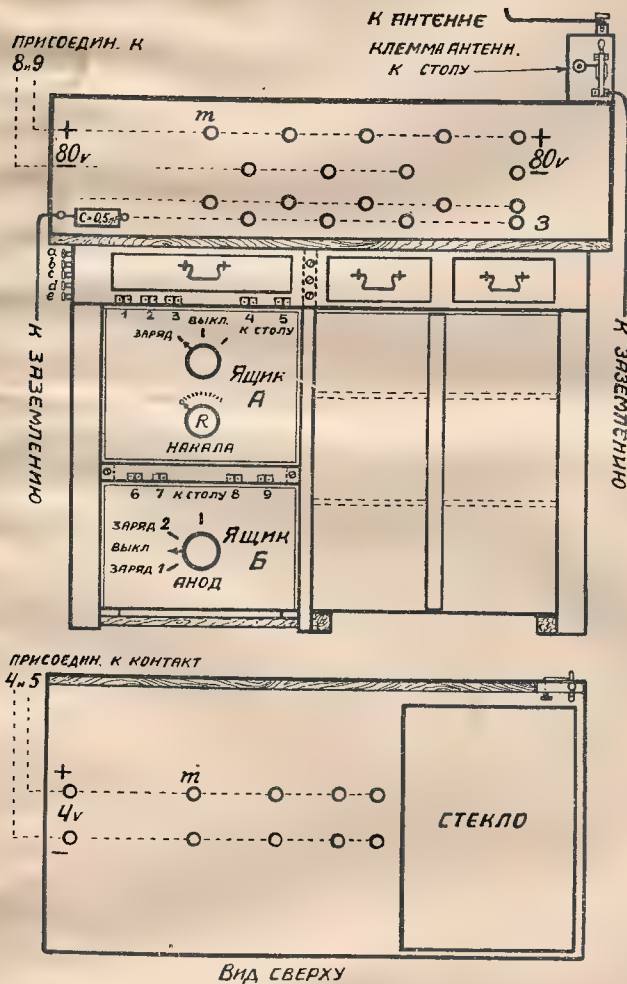 К АНТЕННЕ
ПРИСОЕДИН. К
8 и 9
КЛЕММА АНТЕНН.
К СТОЛУ
m
+
80v
+
80v
C=0,5
З
a
b
c
d
e
1 2 3 4 5
ВЫКЛ.
ЗАРЯД
К СТОЛУ
ЯЩИК
А
R
НАКАЛА
К ЗАЗЕМЛЕНИЮ
К ЗАЗЕМЛЕНИЮ
6 7 К СТОЛУ 8 9
ЗАРЯД 2
ВЫКЛ
ЗАРЯД 1
ЯЩИК
Б
АНОД
ПРИСОЕДИН. К КОНТАКТ
4 и 5
+
m
4v
–
СТЕКЛО
ВИД СВЕРХУ